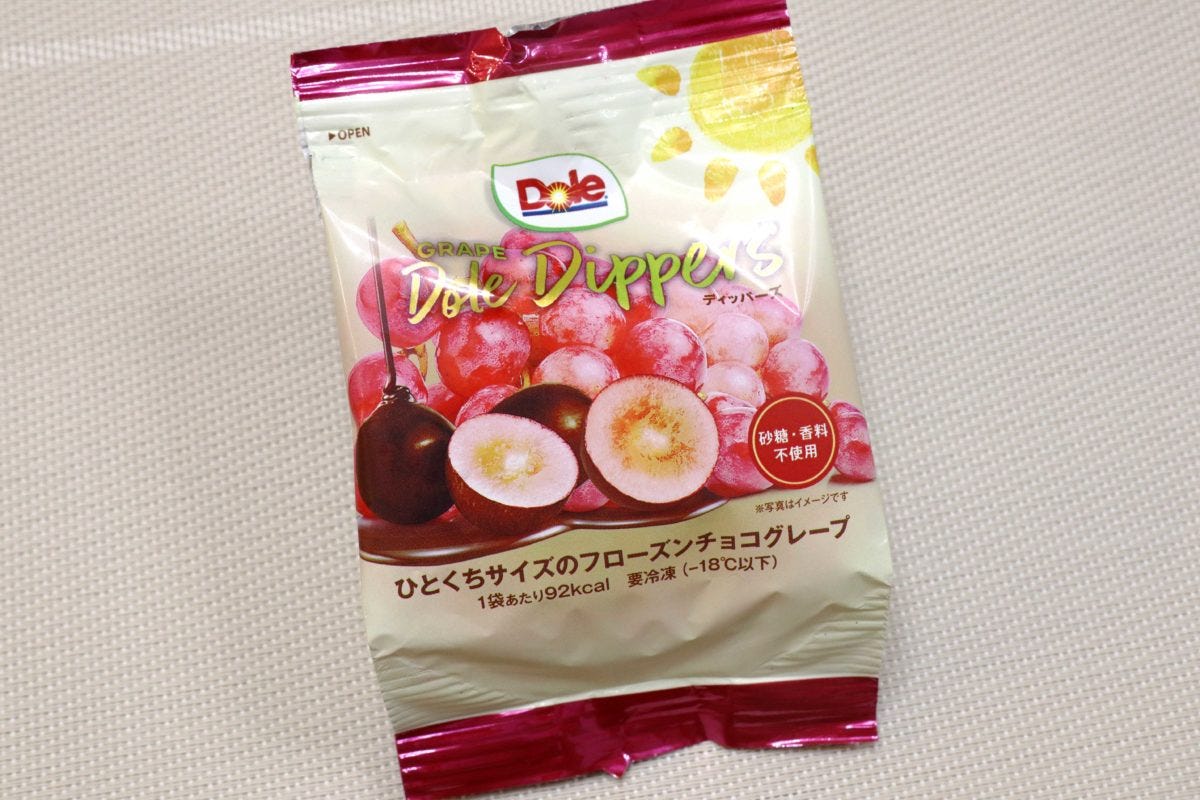 ▶OPEN
Dole
GRAPE
Dole Dippers
ディッパーズ
砂糖・香料
不使用
※写真はイメージです
ひとくちサイズのフローズンチョコグレープ
1袋あたり92kcal 要冷凍(-18℃以下)